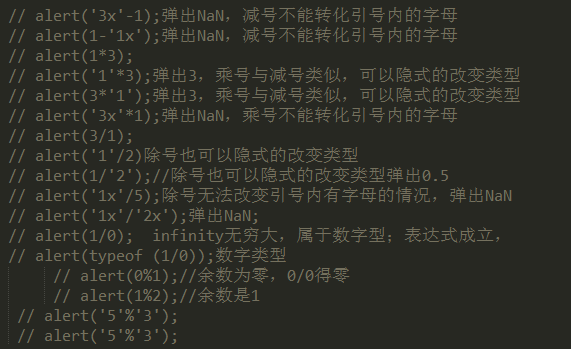 // alert('3x'-1);弹出NaN，减号不能转化引号内的字母
// alert(1-'1x');弹出NaN，减号不能转化引号内的字母
// alert(1*3);
// alert('1'*3);弹出3，乘号与减号类似，可以隐式的改变类型
// alert(3*'1');弹出3，乘号与减号类似，可以隐式的改变类型
// alert('3x'*1);弹出NaN，乘号不能转化引号内的字母
// alert(3/1);
// alert('1'/2)除号也可以隐式的改变类型
// alert(1/'2');//除号也可以隐式的改变类型弹出0.5
// alert('1x'/5);除号无法改变引号内有字母的情况，弹出NaN
// alert('1x'/'2x');弹出NaN;
// alert(1/0);  infinity无穷大，属于数字型；表达式成立，
// alert(typeof (1/0));数字类型
// alert(0%1);//余数为零，0/0得零
// alert(1%2);//余数是1
// alert('5'%'3');
// alert('5'%'3');